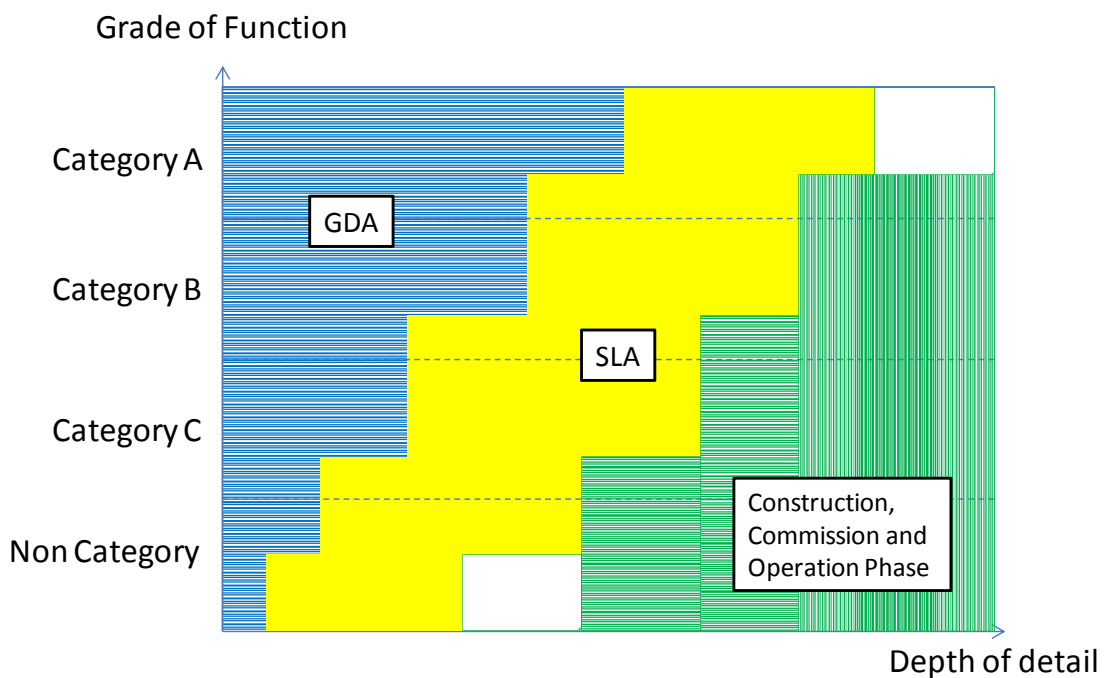 Grade of Function
Category A
GDA
Category B
SLA
Category C
Construction,
Commission and
Operation Phase
Non Category
Depth of detail